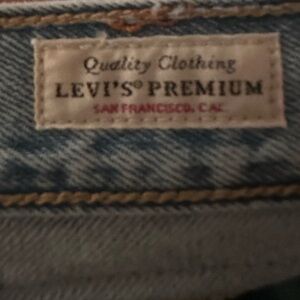 Quality Clothing
LEVI'S® PREMIUM
SAN FRANCISCO, CAL.